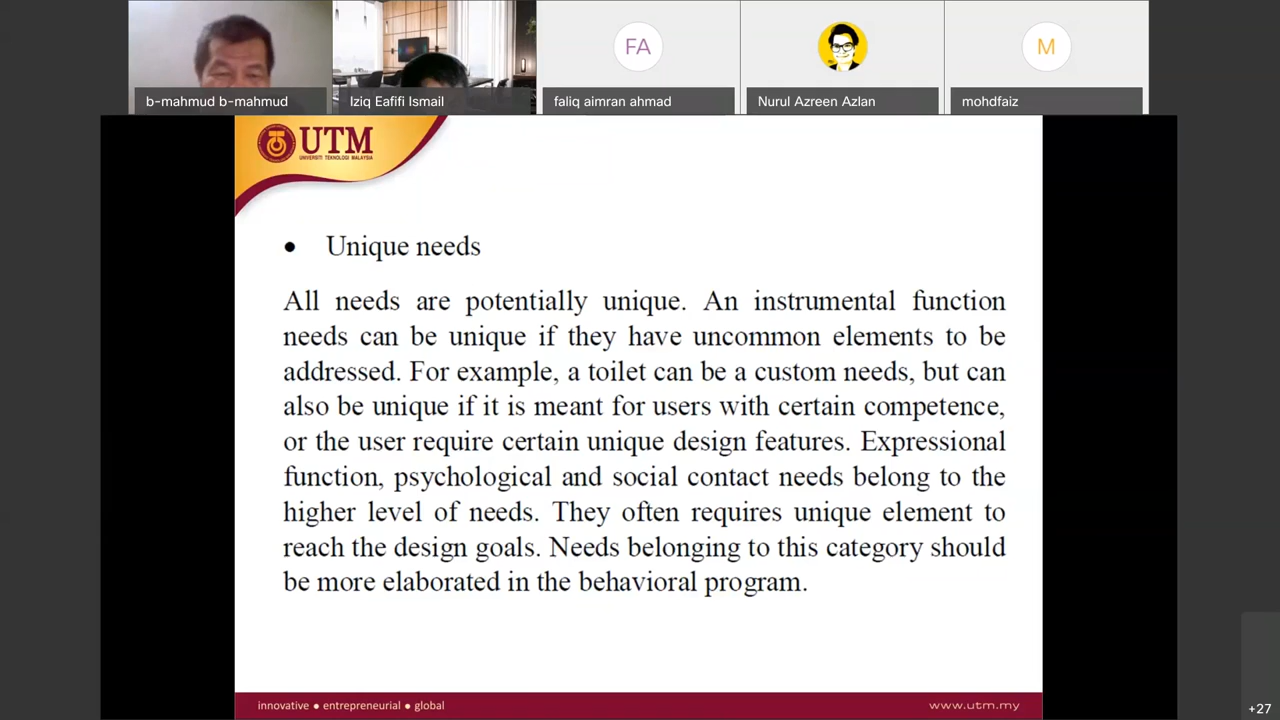 b-mahmud b-mahmud
Iziq Eafifi Ismail
FA
faliq aimran ahmad
Nurul Azreen Azlan
M
mohdfaiz
UTM
UNIVERSITI TEKNOLOGI MALAYSIA
• Unique needs
All needs are potentially unique. An instrumental function
needs can be unique if they have uncommon elements to be
addressed. For example, a toilet can be a custom needs, but can
also be unique if it is meant for users with certain competence,
or the user require certain unique design features. Expressional
function, psychological and social contact needs belong to the
higher level of needs. They often requires unique element to
reach the design goals. Needs belonging to this category should
be more elaborated in the behavioral program.
innovative ● entrepreneurial ● global
www.utm.my
+27